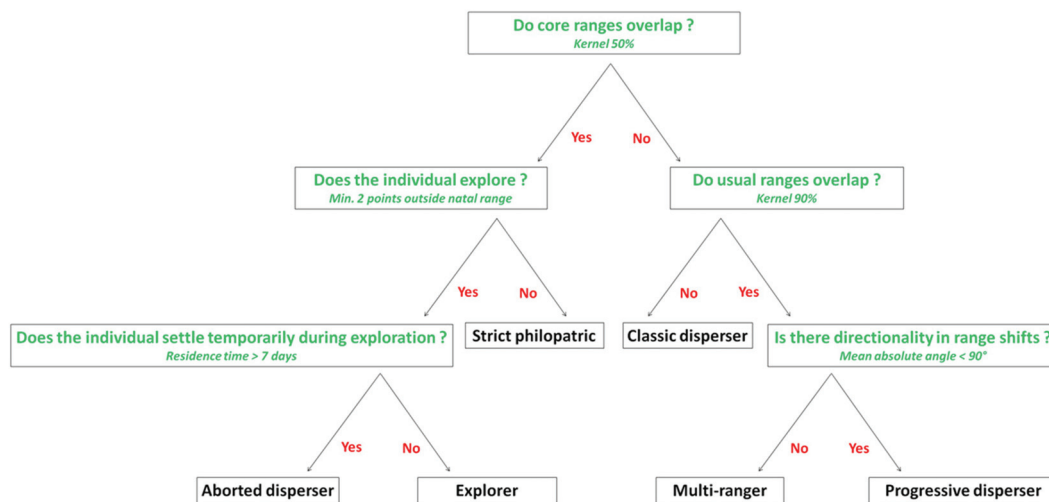 Do core ranges overlap ?
Kernel 50%
Yes
No
Does the individual explore ?
Min. 2 points outside natal range
Do usual ranges overlap ?
Kernel 90%
Yes
No
No
Yes
Does the individual settle temporarily during exploration ?
Residence time > 7 days
Strict philopatric
Classic disperser
Is there directionality in range shifts ?
Mean absolute angle < 90°
Yes
No
No
Yes
Aborted disperser
Explorer
Multi-ranger
Progressive disperser